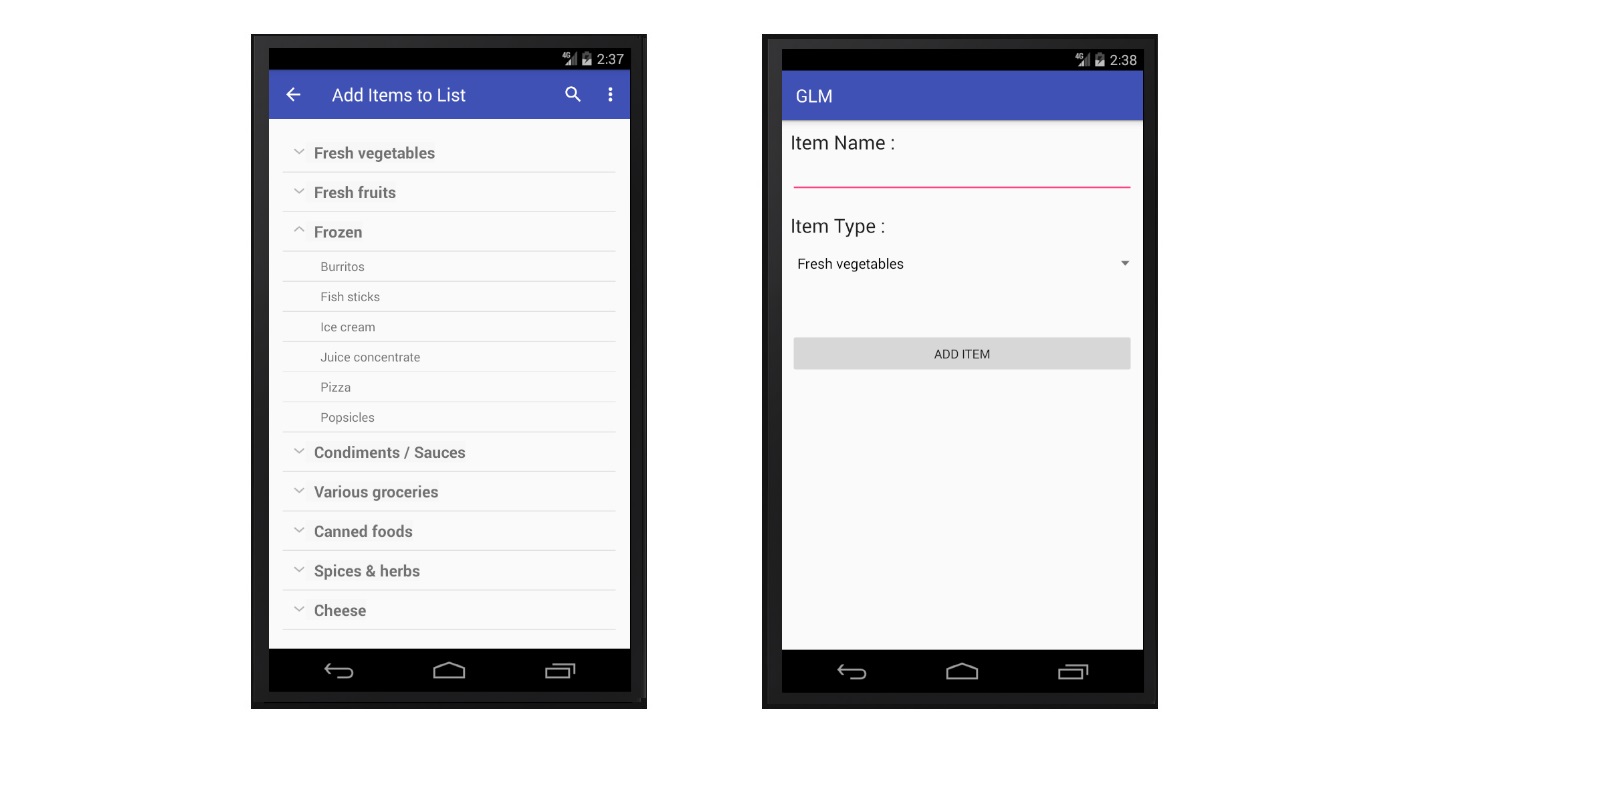 4G 2:37
Add Items to List
Fresh vegetables
Fresh fruits
Frozen
Burritos
Fish sticks
Ice cream
Juice concentrate
Pizza
Popsicles
Condiments / Sauces
Various groceries
Canned foods
Spices & herbs
Cheese
4G 2:38
GLM
Item Name :
Item Type :
Fresh vegetables
ADD ITEM